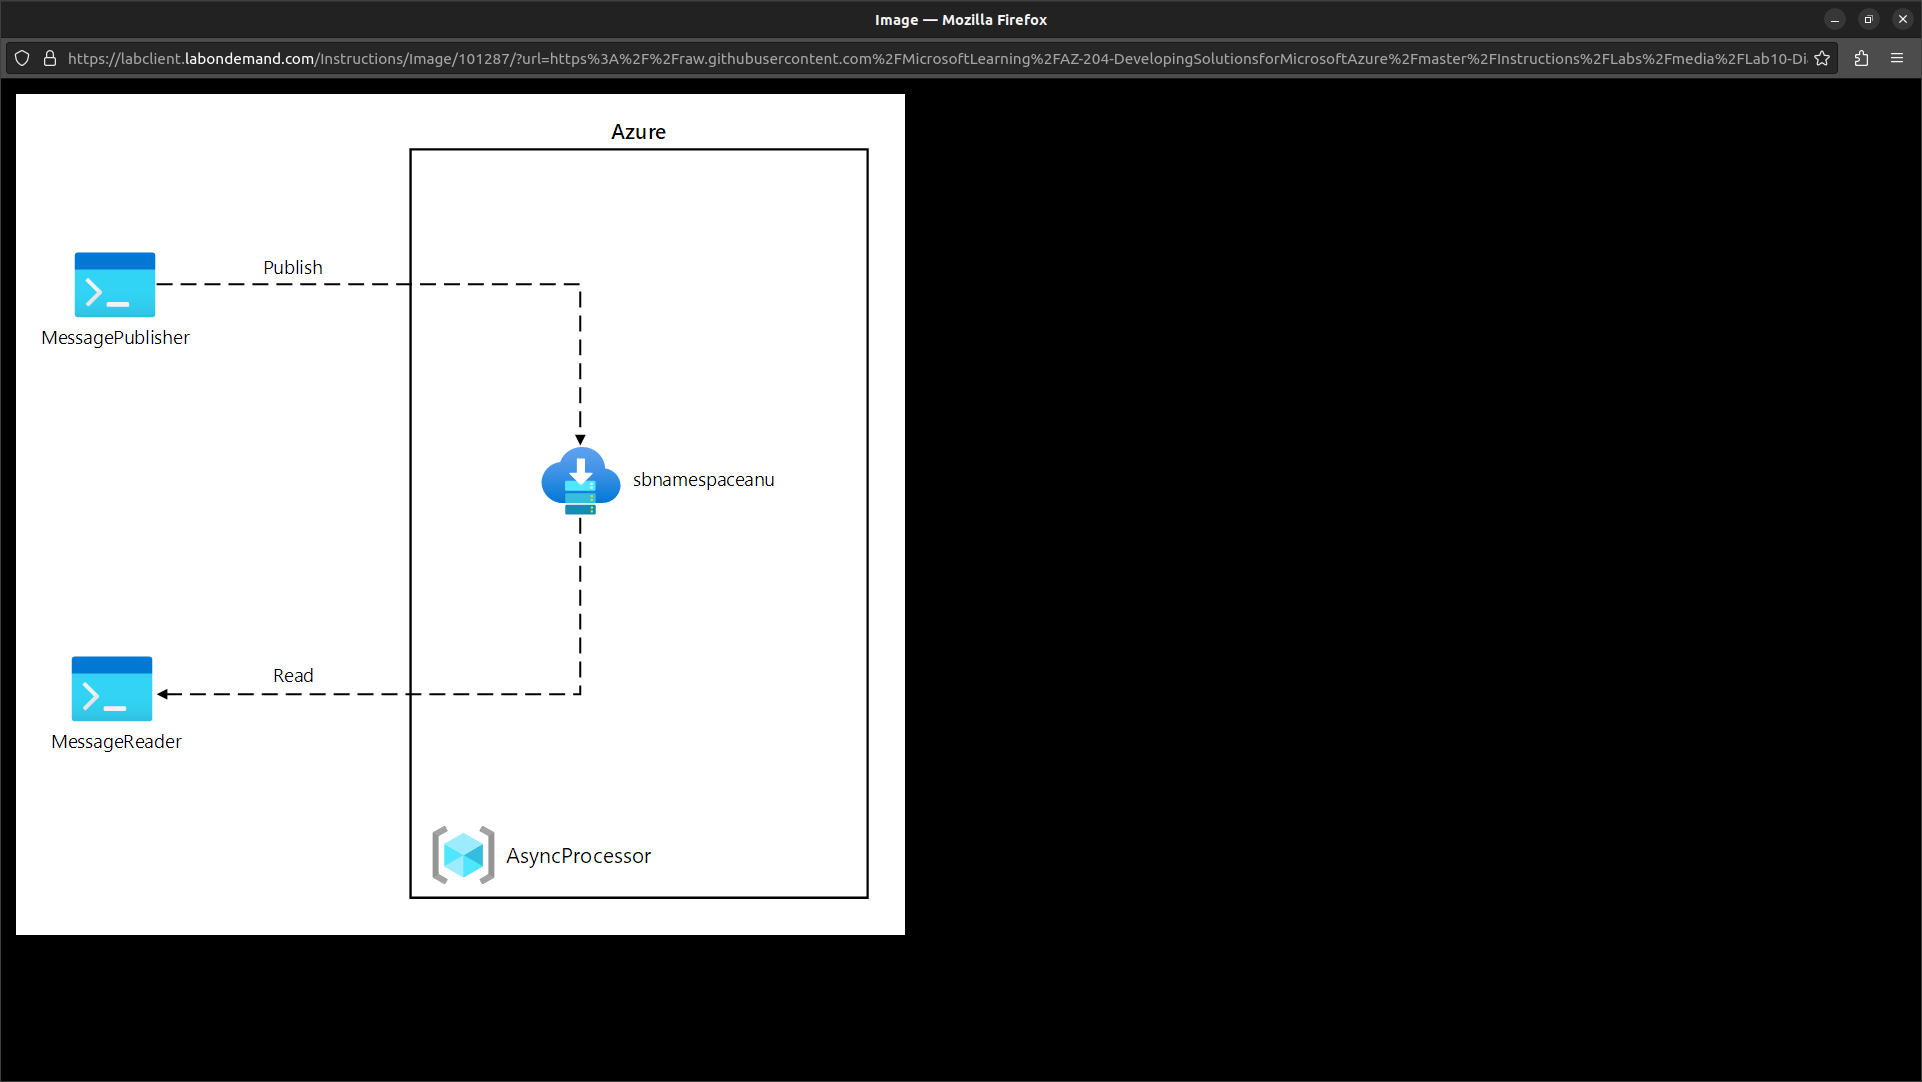 Image — Mozilla Firefox
https://labclient.labondemand.com/Instructions/Image/101287/?url=https%3A%2F%2Fraw.githubusercontent.com%2FMicrosoftLearning%2FAZ-204-DevelopingSolutionsforMicrosoftAzure%2Fmaster%2FInstructions%2FLabs%2Fmedia%2FLab10-Di
Azure
Publish
MessagePublisher
sbnamespaceanu
Read
MessageReader
AsyncProcessor